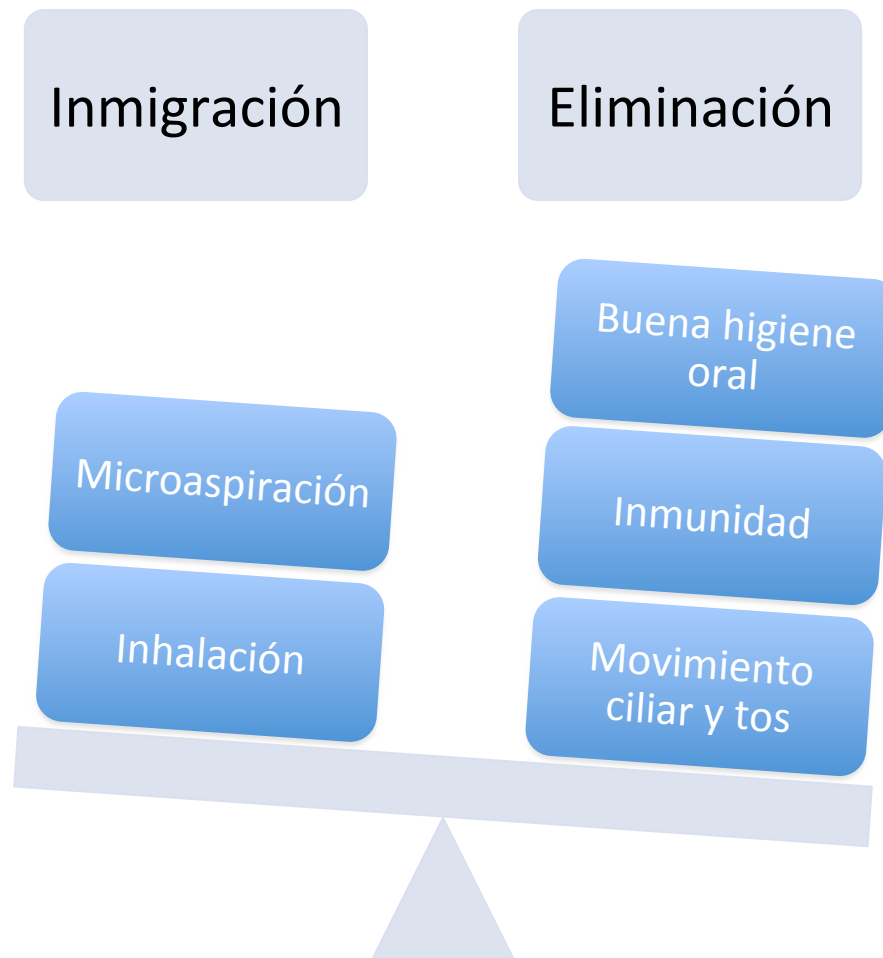 Inmigración
Eliminación
Microaspiración
Inhalación
Buena higiene
oral
Inmunidad
Movimiento
ciliar y tos